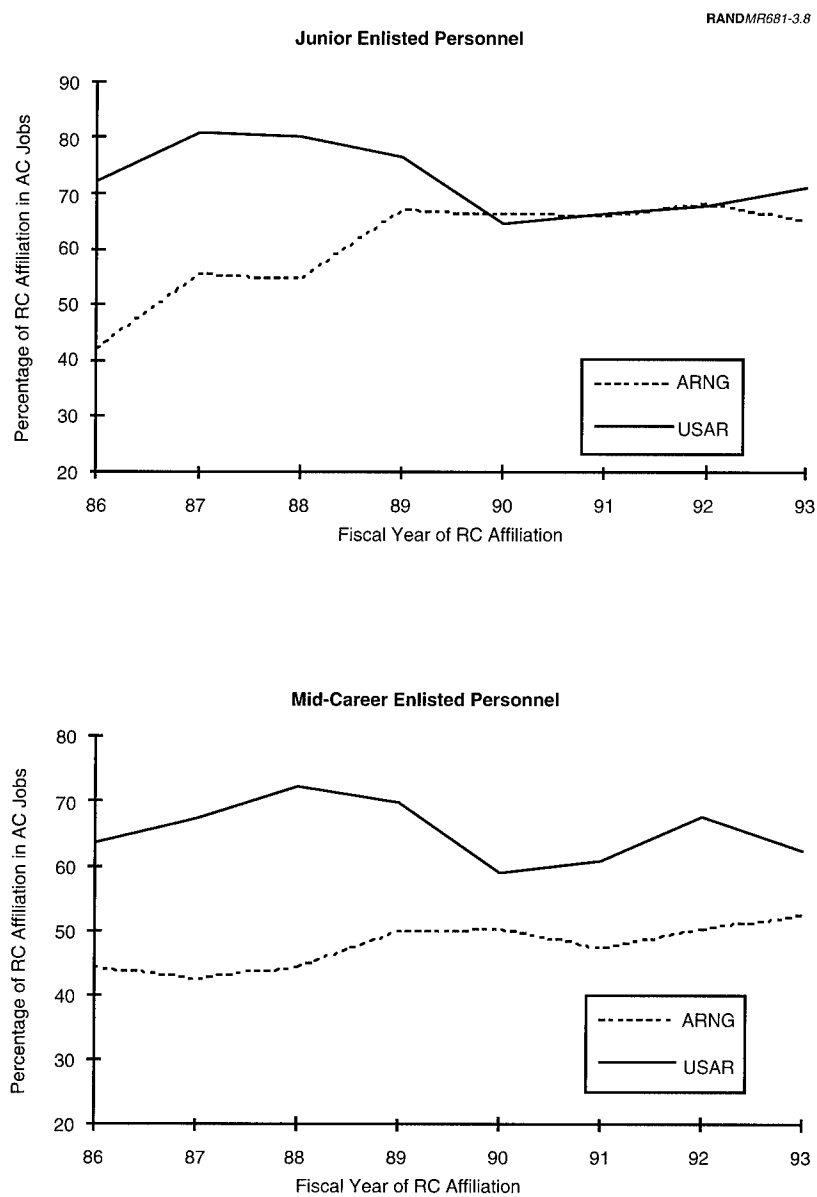 RANDMR681-3.8
Junior Enlisted Personnel
Percentage of RC Affiliation in AC Jobs
90
80
70
60
50
40
30
20
ARNG
USAR
86 87 88 89 90 91 92 93
Fiscal Year of RC Affiliation
Mid-Career Enlisted Personnel
Percentage of RC Affiliation in AC Jobs
80
70
60
50
40
30
20
ARNG
USAR
86 87 88 89 90 91 92 93
Fiscal Year of RC Affiliation